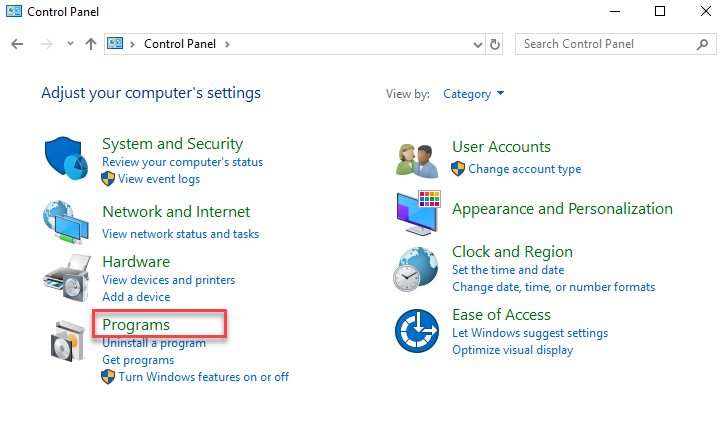 Control Panel
Control Panel
Search Control Panel
Adjust your computer's settings
View by: Category
System and Security
Review your computer's status
View event logs
Network and Internet
View network status and tasks
Hardware
View devices and printers
Add a device
Programs
Uninstall a program
Get programs
Turn Windows features on or off
User Accounts
Change account type
Appearance and Personalization
Clock and Region
Set the time and date
Change date, time, or number formats
Ease of Access
Let Windows suggest settings
Optimize visual display